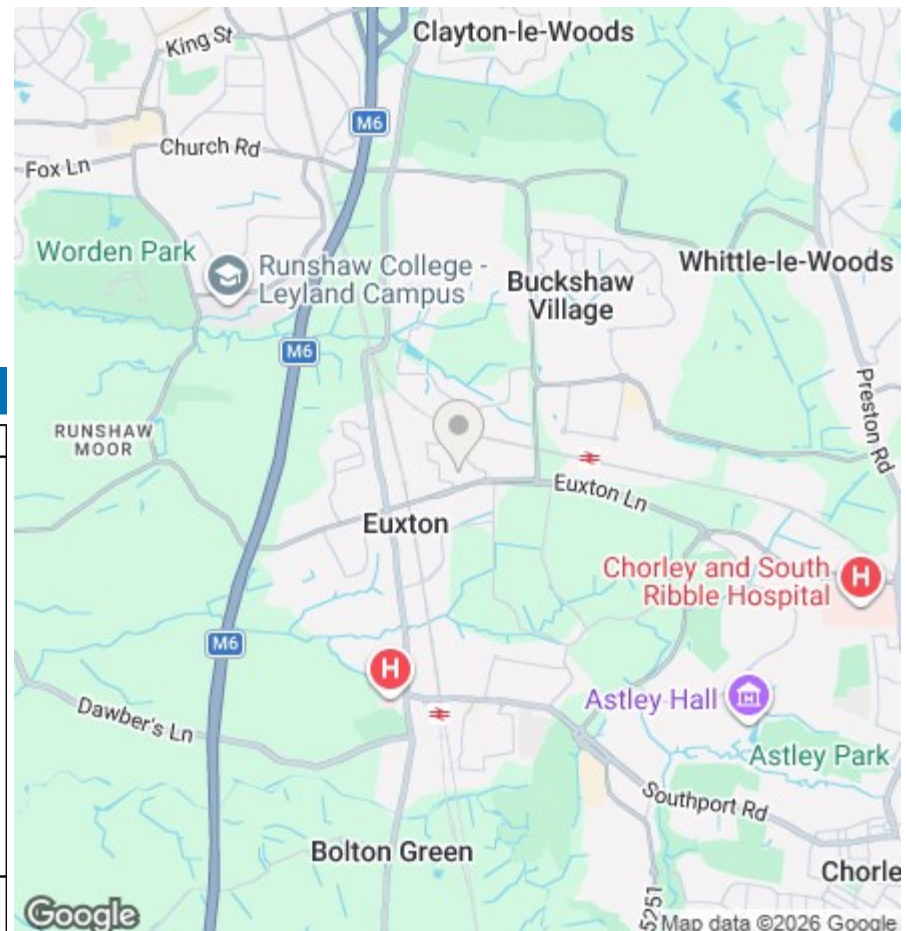 Clayton-le-Woods
King St
M6
Church Rd
Fox Ln
Worden Park
Runshaw College -
Leyland Campus
Whittle-le-Woods
Buckshaw
Village
M6
Preston Rd
RUNSHAW
MOOR
Euxton Ln
Euxton
Chorley and South
Ribble Hospital
H
M6
H
Astley Hall
Dawber's Ln
Astley Park
Southport Rd
Bolton Green
Chorle
5251
Google
Map data ©2026 Google